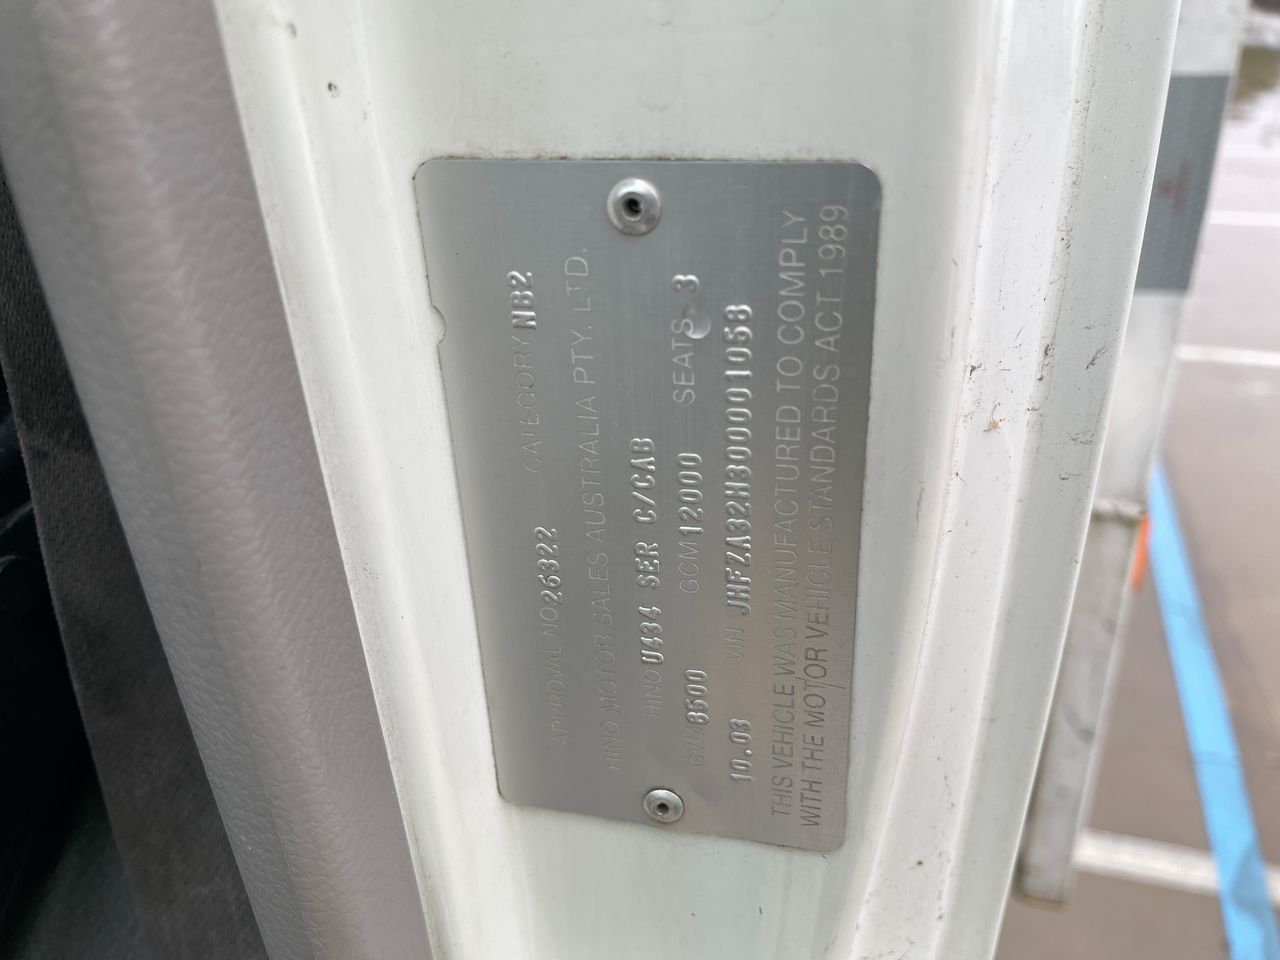 APPROVAL NO 26322 CATEGORY NB2
HINO MOTOR SALES AUSTRALIA PTY. LTD.
HINO U434 SER C/CAB
GVM 8500 GCM 12000 SEATS 3
10.03 VIN JHFZA32H300001058
THIS VEHICLE WAS MANUFACTURED TO COMPLY
WITH THE MOTOR VEHICLE STANDARDS ACT 1989